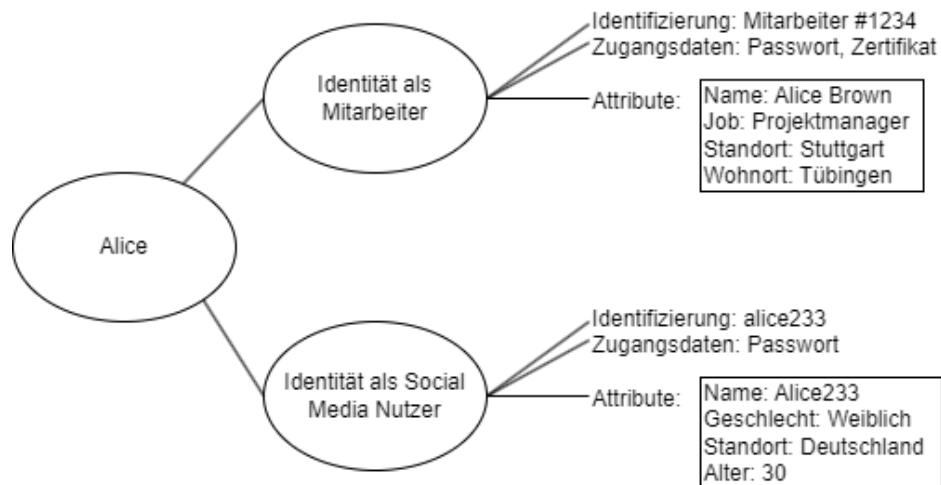 Identifizierung: Mitarbeiter #1234
Zugangsdaten: Passwort, Zertifikat
Identität als
Mitarbeiter
Attribute:
Name: Alice Brown
Job: Projektmanager
Standort: Stuttgart
Wohnort: Tübingen
Alice
Identifizierung: alice233
Zugangsdaten: Passwort
Identität als Social
Media Nutzer
Attribute:
Name: Alice233
Geschlecht: Weiblich
Standort: Deutschland
Alter: 30